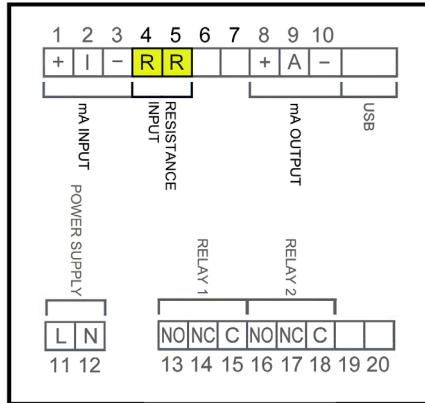 1 2 3 4 5 6 7 8 9 10
+ I − R R + A −
mA INPUT
RESISTANCE
INPUT
mA OUTPUT
USB
POWER SUPPLY
RELAY 1
RELAY 2
L N NO NC C NO NC C
11 12 13 14 15 16 17 18 19 20